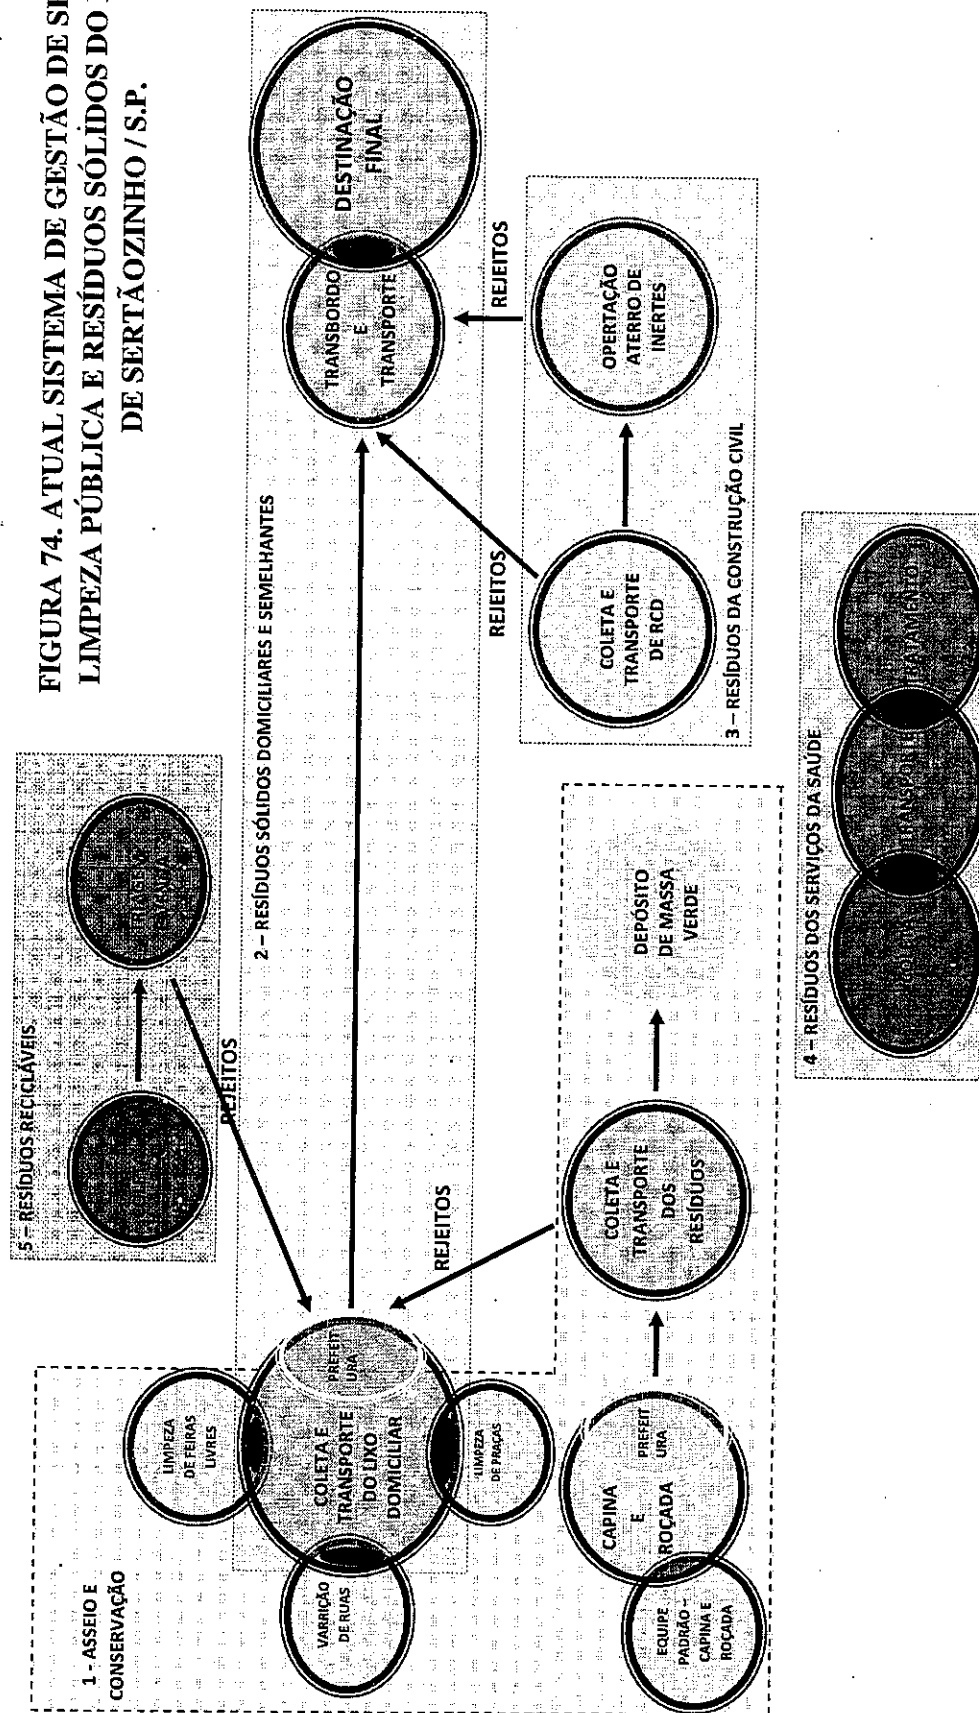 FIGURA 74. ATUAL SISTEMA DE GESTÃO DE
LIMPEZA PÚBLICA E RESÍDUOS SÓLIDOS DO
DE SERTÃOZINHO / S.P.
5 – RESÍDUOS RECICLÁVEIS
REJEITOS
1 - ASSEIO E
CONSERVAÇÃO
LIMPEZA
DE FEIRAS
LIVRES
VARRIÇÃO
DE RUAS
COLETA E
TRANSPORTE
DO LIXO
DOMICILIAR
PREFEIT
URA
LIMPEZA
DE PRAÇAS
2 – RESÍDUOS SÓLIDOS DOMICILIARES E SEMELHANTES
TRANSBORDO
E
TRANSPORTE
DESTINAÇÃO
FINAL
REJEITOS
REJEITOS
REJEITOS
EQUIPE
PADRÃO –
CAPINA E
ROÇADA
CAPINA
E
ROÇADA
PREFEIT
URA
COLETA E
TRANSPORTE
DOS
RESÍDUOS
DEPÓSITO
DE MASSA
VERDE
COLETA E
TRANSPORTE
DE RCD
OPERTAÇÃO
ATERRO DE
INERTES
3 – RESÍDUOS DA CONSTRUÇÃO CIVIL
4 – RESÍDUOS DOS SERVIÇOS DA SAÚDE
TRANSPORTE
TRATAMENTO